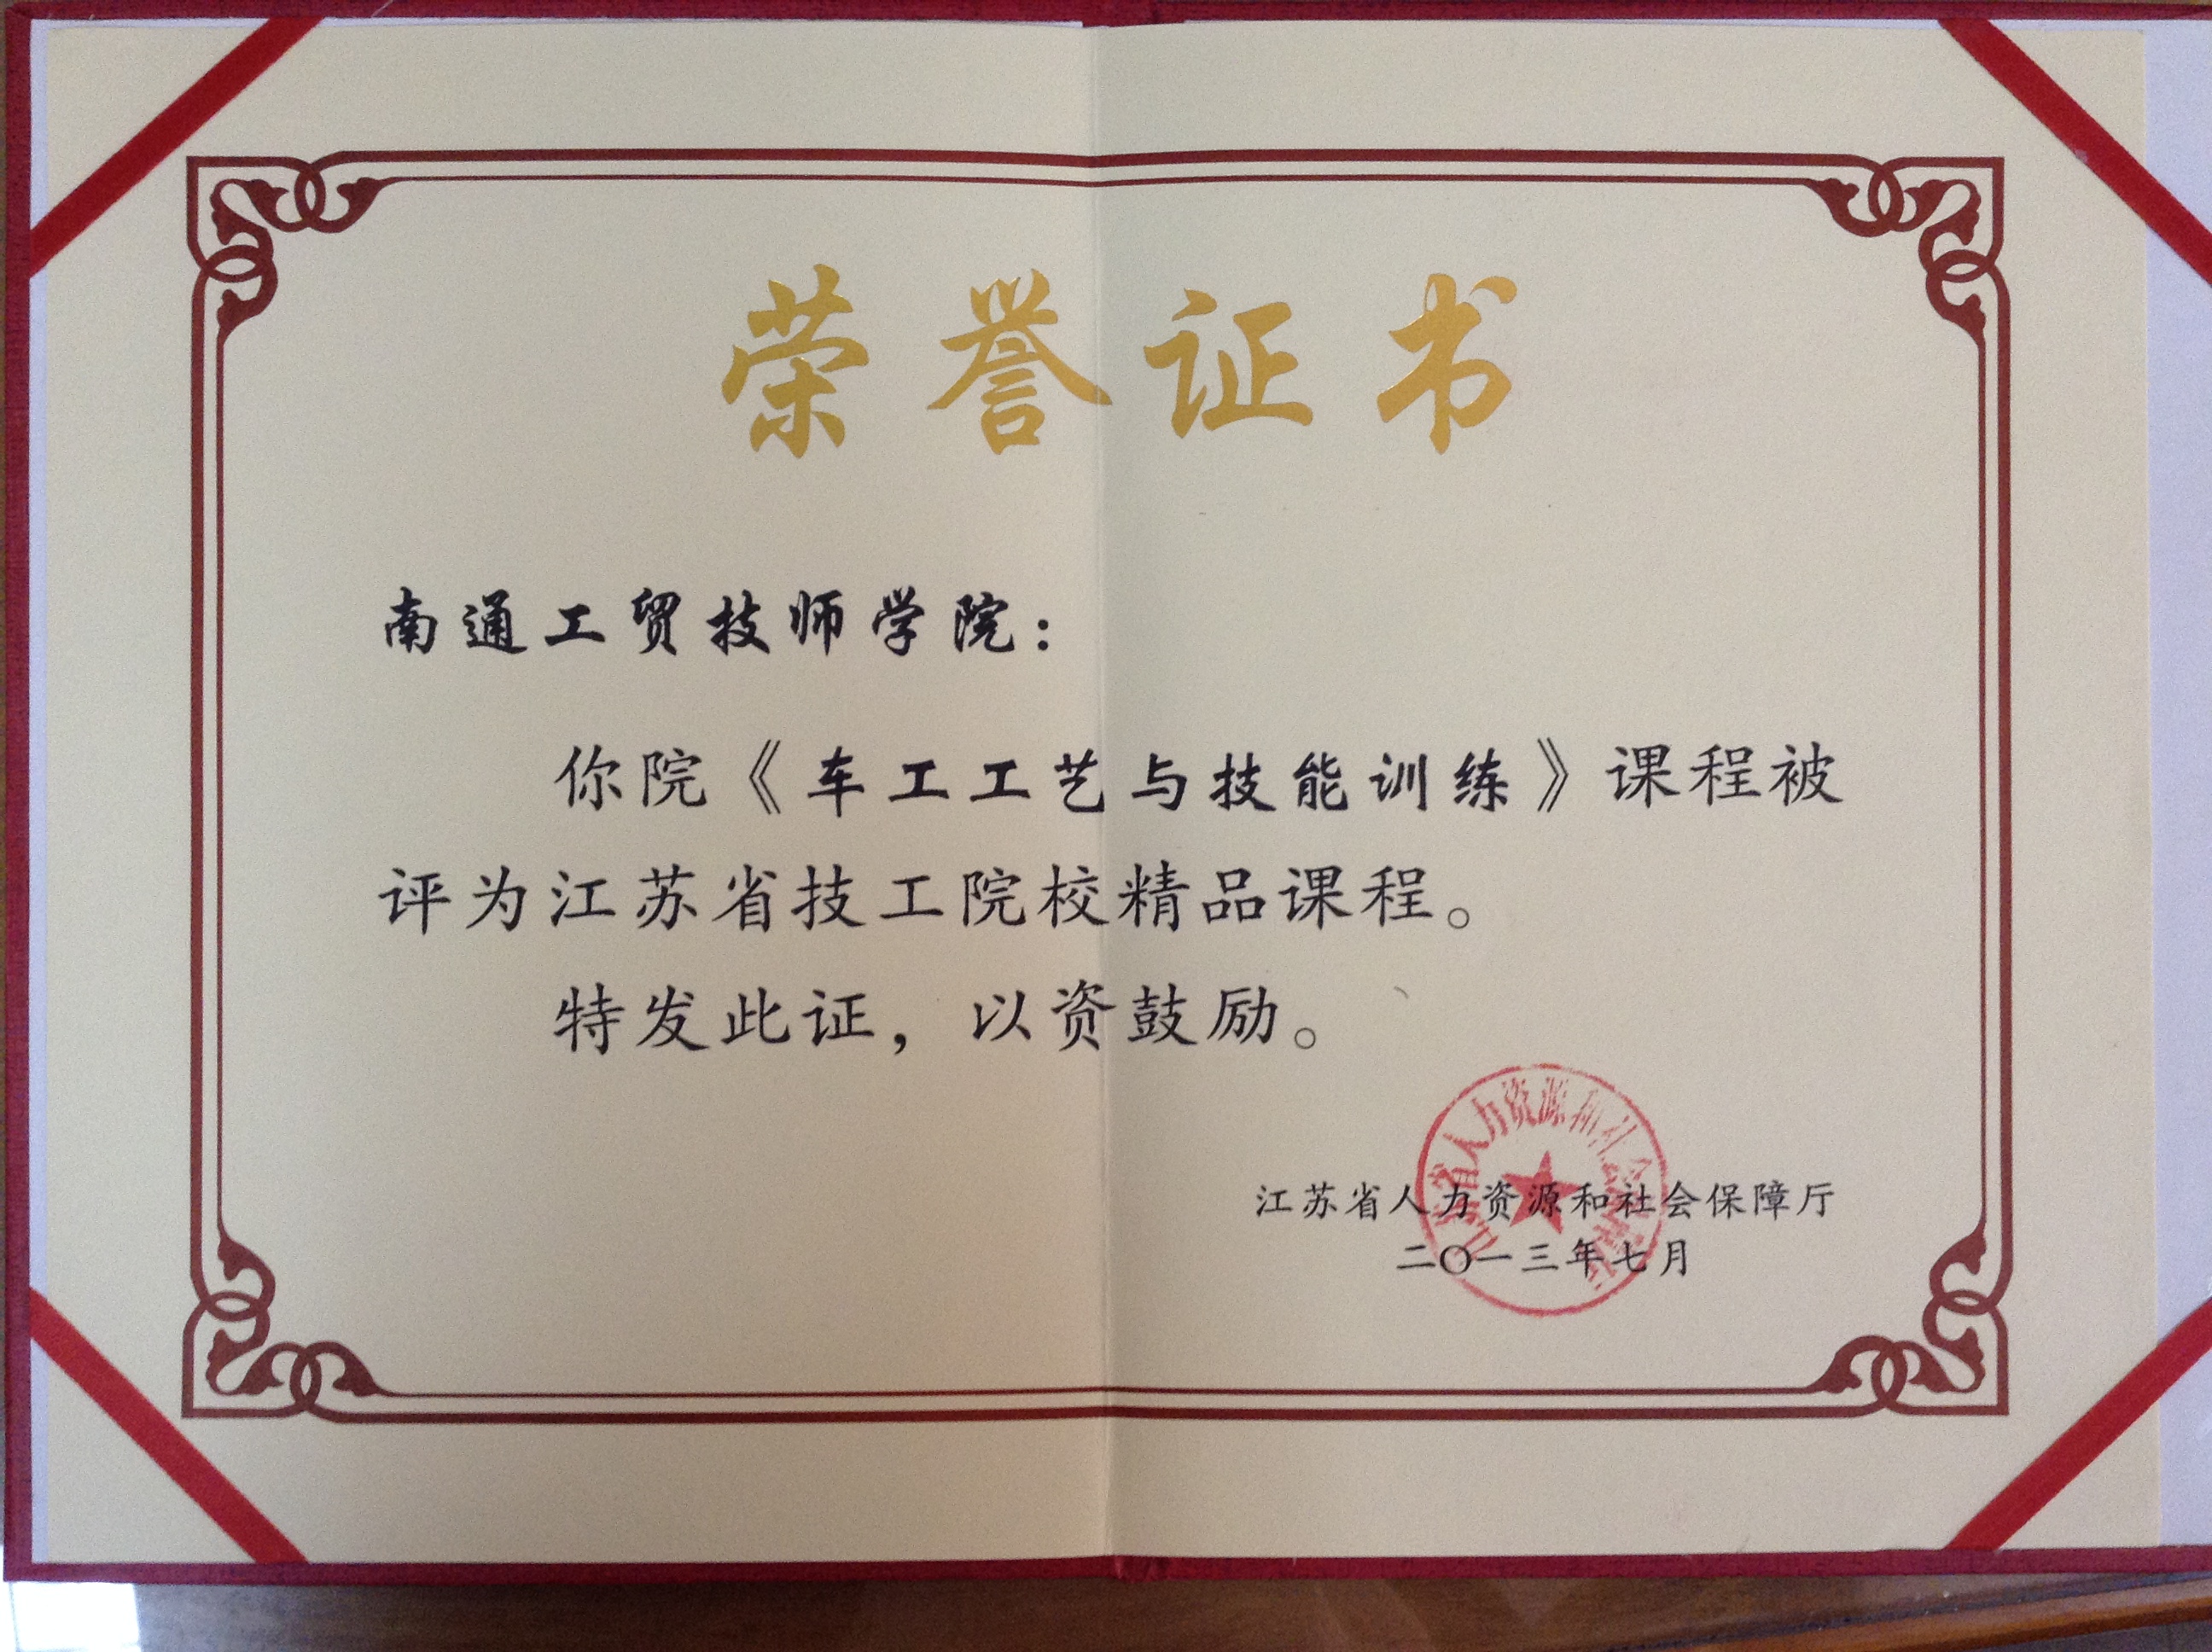 荣誉证书
南通工贸技师学院：
你院《车工工艺与技能训练》课程被
评为江苏省技工院校精品课程。
特发此证，以资鼓励。
江苏省人力资源和社会保障厅
二〇一三年七月